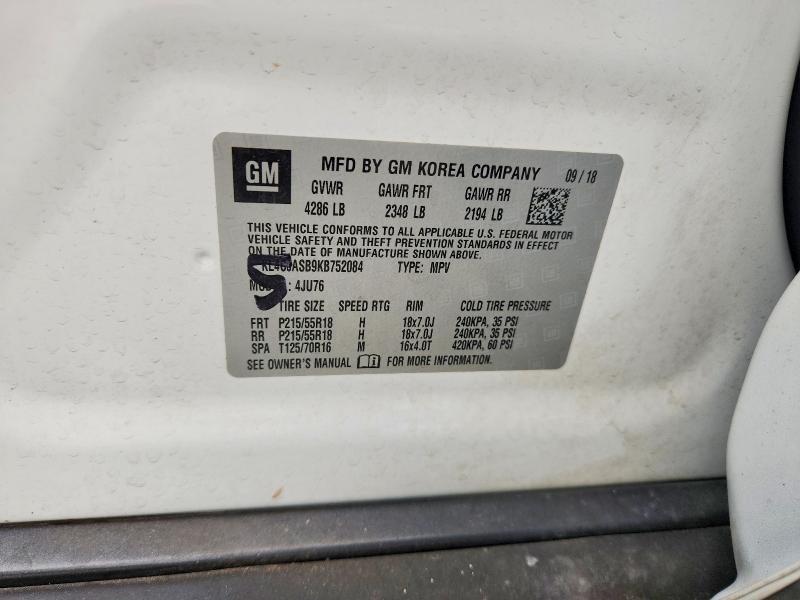 GM MFD BY GM KOREA COMPANY 09/18
GVWR GAWR FRT GAWR RR
4286 LB 2348 LB 2194 LB
THIS VEHICLE CONFORMS TO ALL APPLICABLE U.S. FEDERAL MOTOR
VEHICLE SAFETY AND THEFT PREVENTION STANDARDS IN EFFECT
ON THE DATE OF MANUFACTURE SHOWN ABOVE.
TYPE: MPV
5
: 4JU76
TIRE SIZE SPEED RTG RIM COLD TIRE PRESSURE
FRT P215/55R18 H 18x7.0J 240KPA, 35 PSI
RR P215/55R18 H 18x7.0J 240KPA, 35 PSI
SPA T125/70R16 M 16x4.0T 420KPA, 60 PSI
SEE OWNER'S MANUAL FOR MORE INFORMATION.